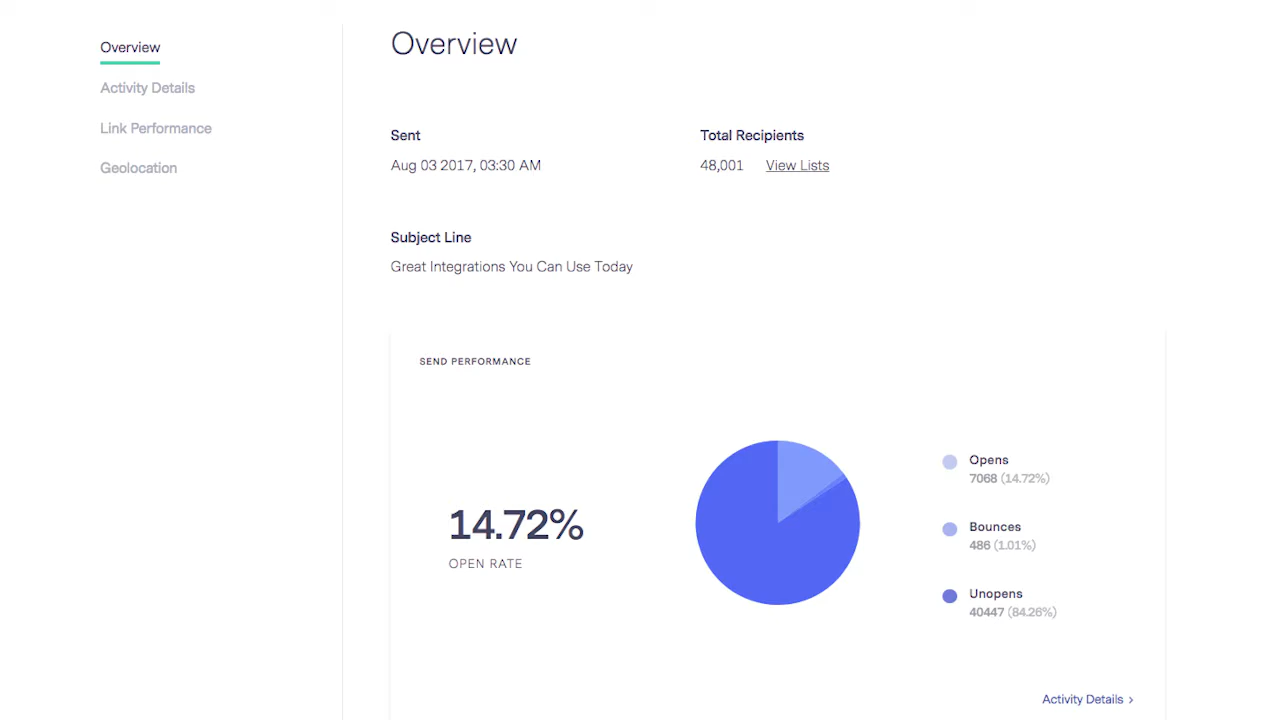 Overview
Activity Details
Link Performance
Geolocation
Overview
Sent
Aug 03 2017, 03:30 AM
Total Recipients
48,001 View Lists
Subject Line
Great Integrations You Can Use Today
SEND PERFORMANCE
14.72%
OPEN RATE
Opens
7068 (14.72%)
Bounces
486 (1.01%)
Unopens
40447 (84.26%)
Activity Details >